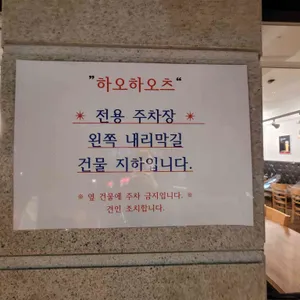 "하오하오츠"
* 전용 주차장 *
왼쪽 내리막길
건물 지하입니다.
※ 옆 건물에 주차 금지입니다. ※
견인 조치합니다.